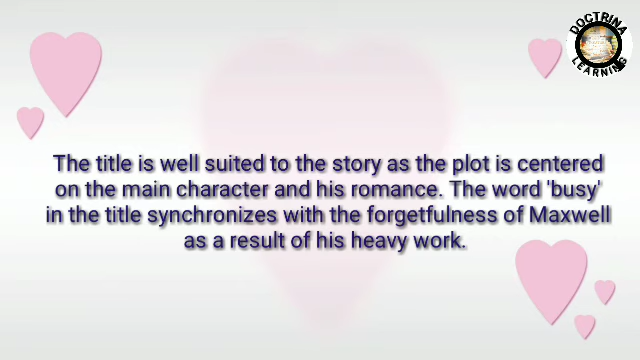 DOCTRINA
LEARNING
The title is well suited to the story as the plot is centered
on the main character and his romance. The word 'busy'
in the title synchronizes with the forgetfulness of Maxwell
as a result of his heavy work.